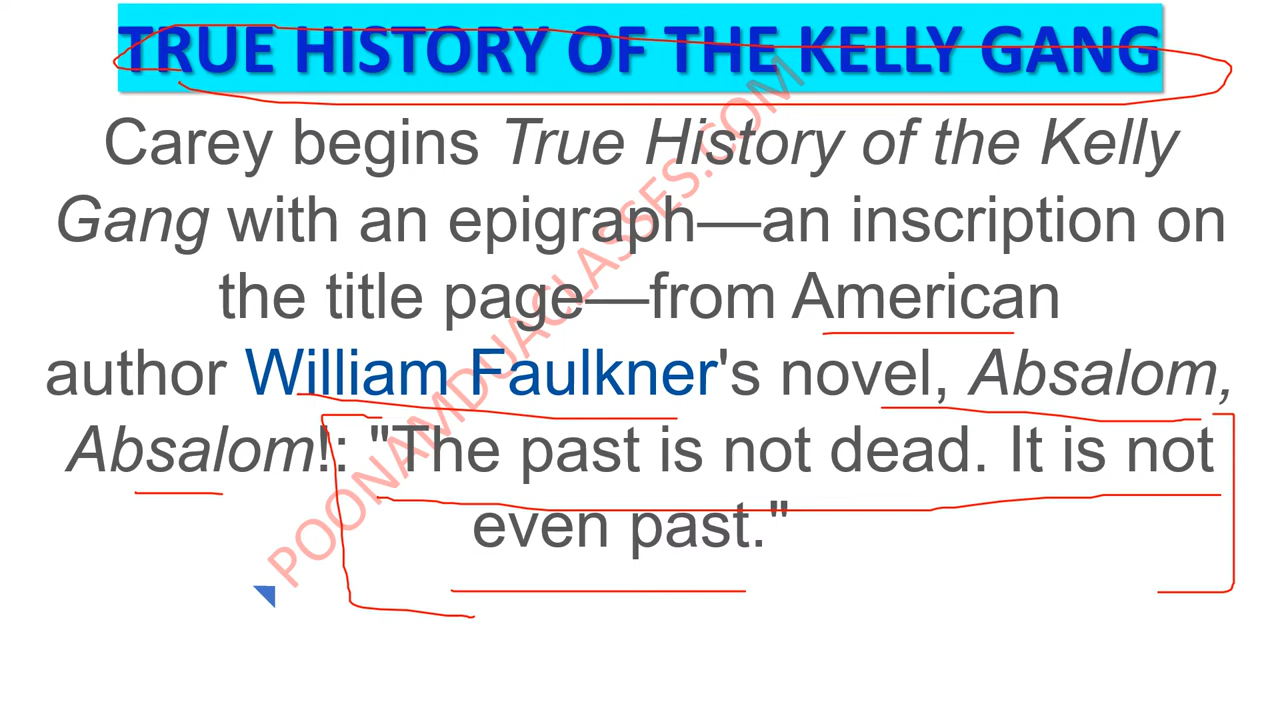 TRUE HISTORY OF THE KELLY GANG
Carey begins True History of the Kelly
Gang with an epigraph—an inscription on
the title page—from American
author William Faulkner's novel, Absalom,
Absalom!: "The past is not dead. It is not
even past."
POONAMDUACLASSES.COM